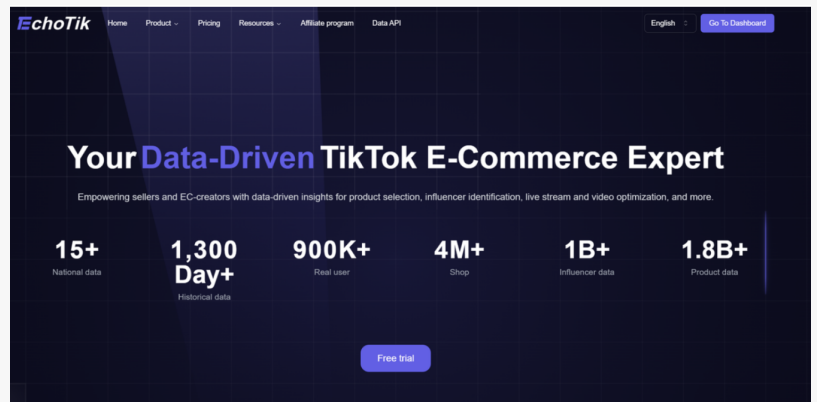 EchoTik Home Product Pricing Resources Affiliate program Data API English Go To Dashboard
Your Data-Driven TikTok E-Commerce Expert
Empowering sellers and EC-creators with data-driven insights for product selection, influencer identification, live stream and video optimization, and more.
15+
National data
1,300
Day+
Historical data
900K+
Real user
4M+
Shop
1B+
Influencer data
1.8B+
Product data
Free trial